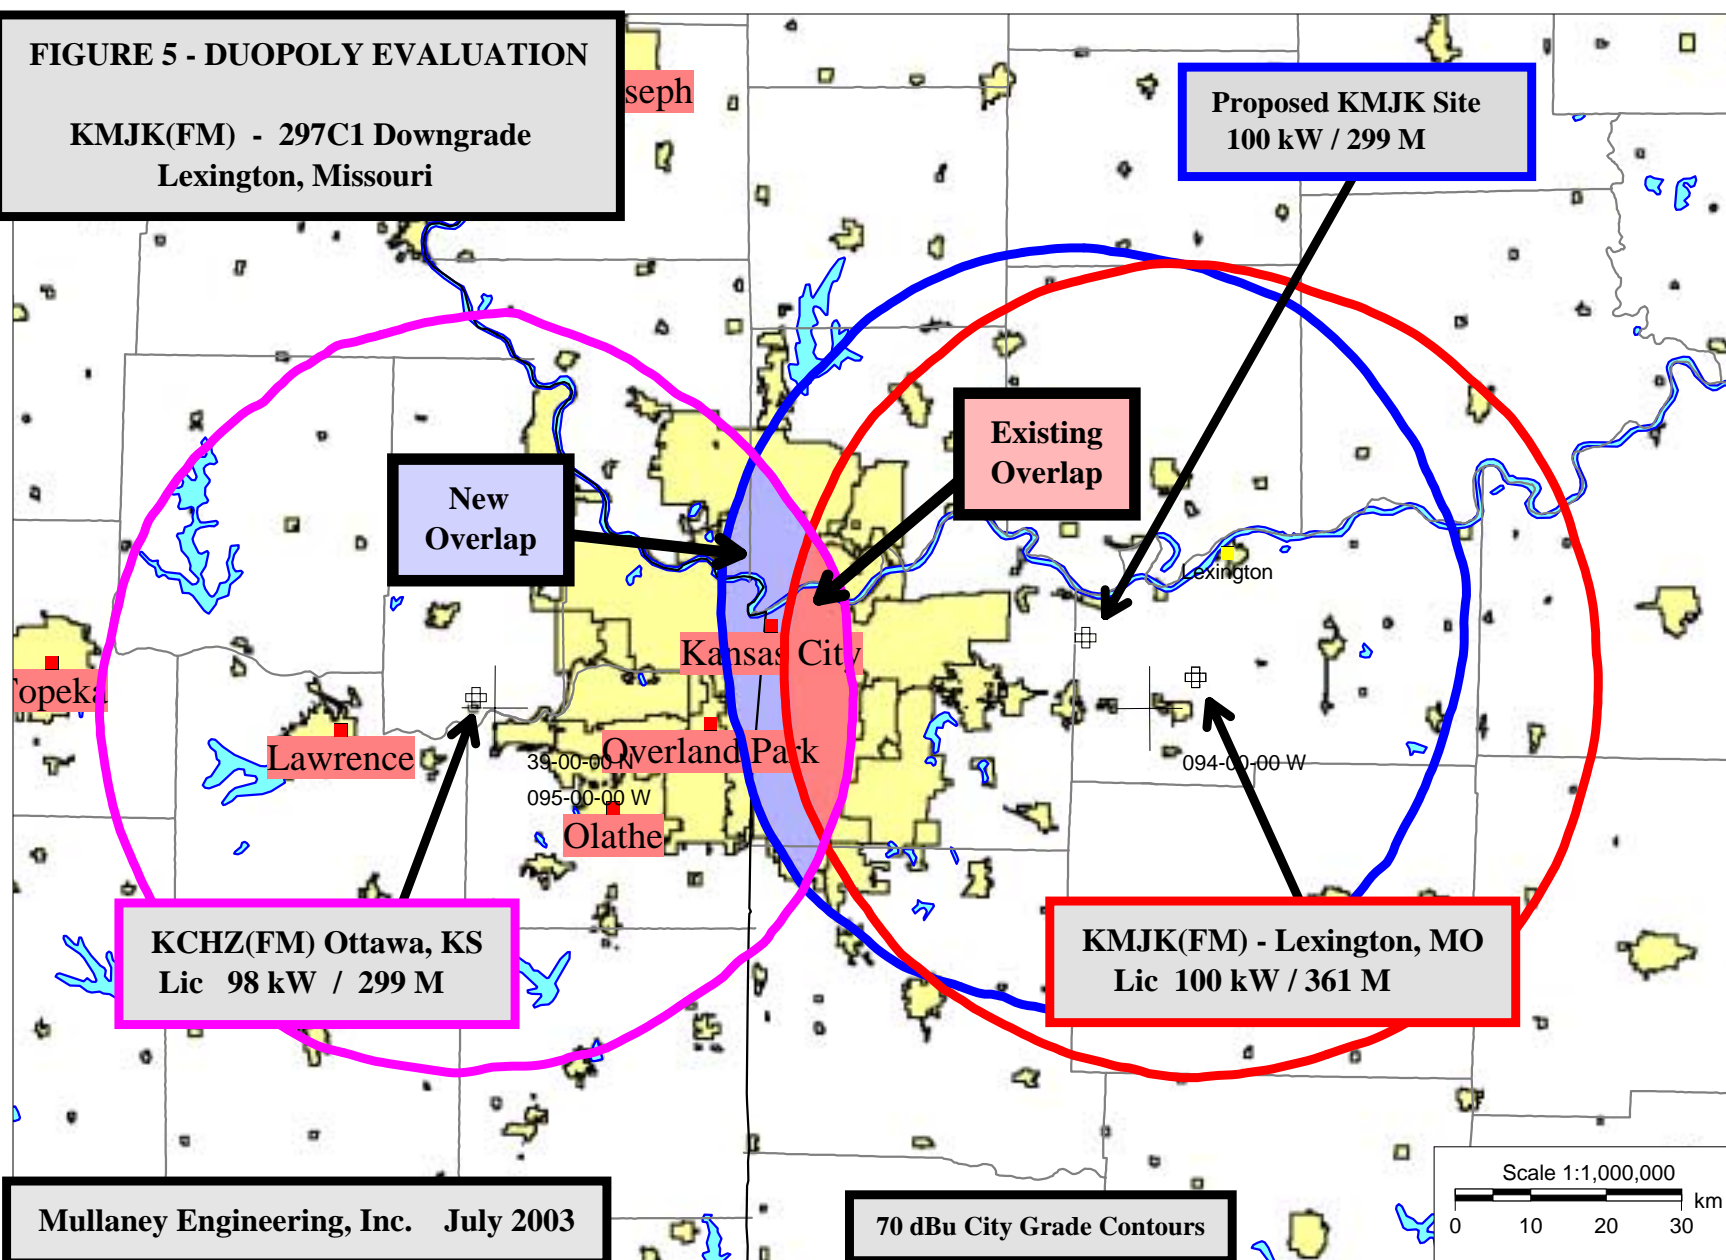 FIGURE 5 - DUOPOLY EVALUATION
KMJK(FM) - 297C1 Downgrade
Lexington, Missouri
seph
Proposed KMJK Site
100 kW / 299 M
Existing
Overlap
New
Overlap
Lexington
Kansas City
Topeka
Lawrence
Overland Park
39-00-00 N
095-00-00 W
094-00-00 W
Olathe
KCHZ(FM) Ottawa, KS
Lic 98 kW / 299 M
KMJK(FM) - Lexington, MO
Lic 100 kW / 361 M
Mullaney Engineering, Inc. July 2003
70 dBu City Grade Contours
Scale 1:1,000,000
km
0 10 20 30